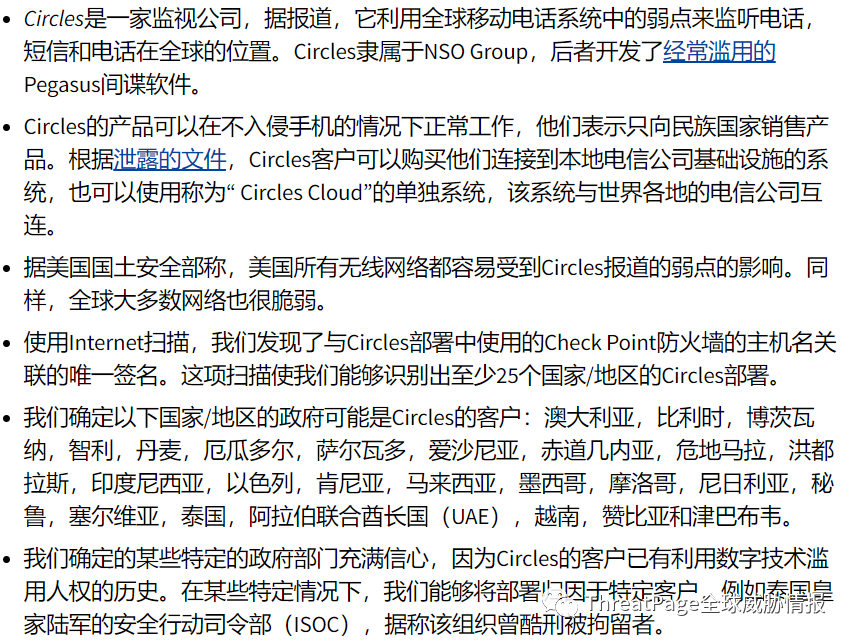 • Circles是一家监视公司，据报道，它利用全球移动电话系统中的弱点来监听电话，
短信和电话在全球的位置。Circles隶属于NSO Group，后者开发了经常滥用的
Pegasus间谍软件。
• Circles的产品可以在不入侵手机的情况下正常工作，他们表示只向民族国家销售产
品。根据泄露的文件，Circles客户可以购买他们连接到本地电信公司基础设施的系
统，也可以使用称为“ Circles Cloud”的单独系统，该系统与世界各地的电信公司互
连。
• 据美国国土安全部称，美国所有无线网络都容易受到Circles报道的弱点的影响。同
样，全球大多数网络也很脆弱。
• 使用Internet扫描，我们发现了与Circles部署中使用的Check Point防火墙的主机名关
联的唯一签名。这项扫描使我们能够识别出至少25个国家/地区的Circles部署。
• 我们确定以下国家/地区的政府可能是Circles的客户：澳大利亚，比利时，博茨瓦
纳，智利，丹麦，厄瓜多尔，萨尔瓦多，爱沙尼亚，赤道几内亚，危地马拉，洪都
拉斯，印度尼西亚，以色列，肯尼亚，马来西亚，墨西哥，摩洛哥，尼日利亚，秘
鲁，塞尔维亚，泰国，阿拉伯联合酋长国（UAE），越南，赞比亚和津巴布韦。
• 我们确定的某些特定的政府部门充满信心，因为Circles的客户已有利用数字技术滥
用人权的历史。在某些特定情况下，我们能够将部署归因于特定客户，例如泰国皇
家陆军的安全行动司令部（ISOC），据称该组织曾酷刑被拘留者。
ThreatPage全球威胁情报